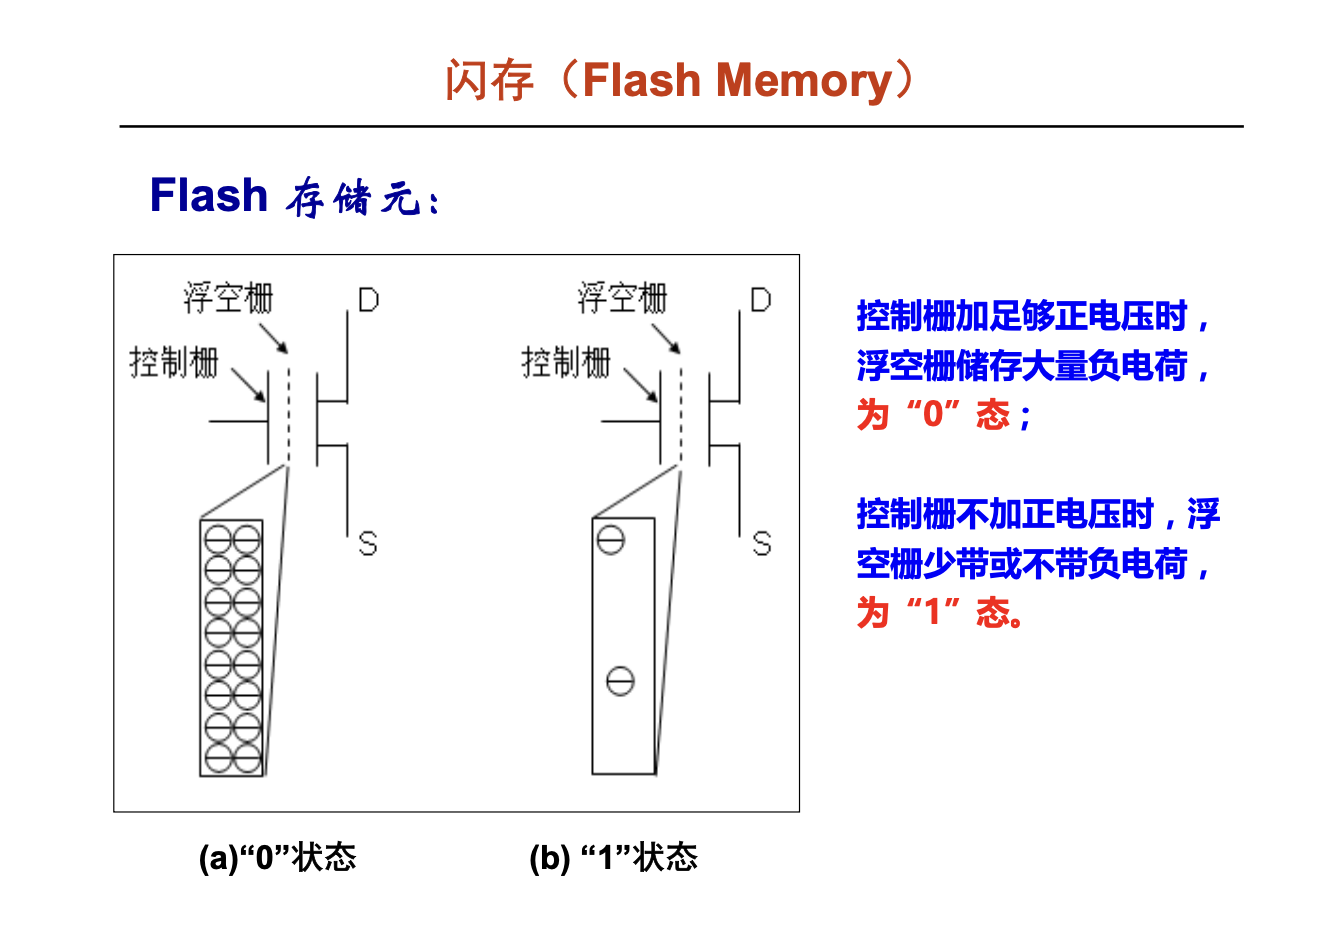 闪存（Flash Memory）
Flash 存储元：
浮空栅
D
控制栅
S
浮空栅
D
控制栅
S
(a)“0”状态
(b) “1”状态
控制栅加足够正电压时，
浮空栅储存大量负电荷，
为“0”态；
控制栅不加正电压时，浮
空栅少带或不带负电荷，
为“1”态。